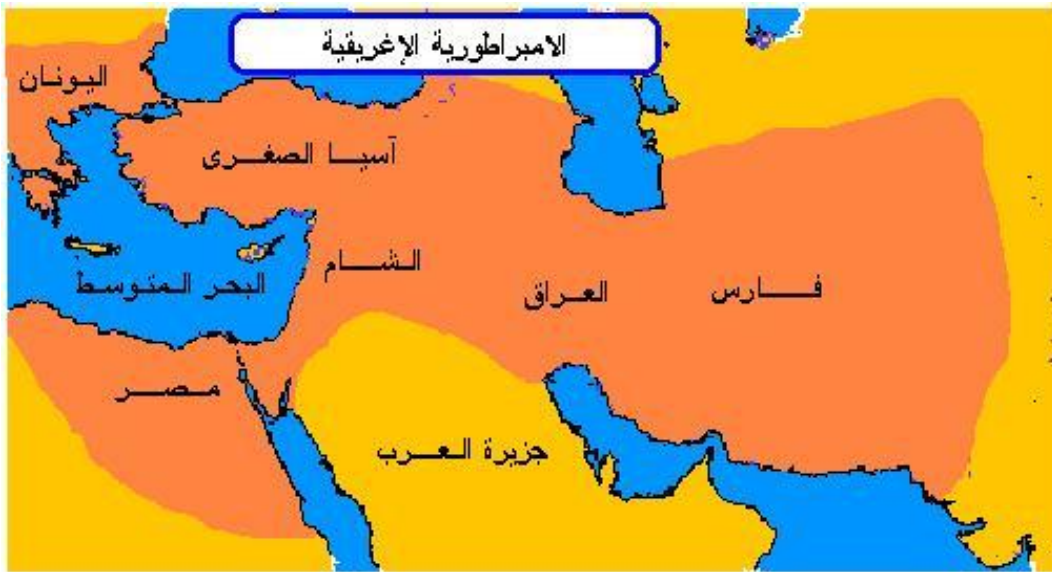 الامبراطورية الإغريقية
اليونان
آسيا الصغرى
الشام
البحر المتوسط
العراق
فارس
مصر
جزيرة العرب